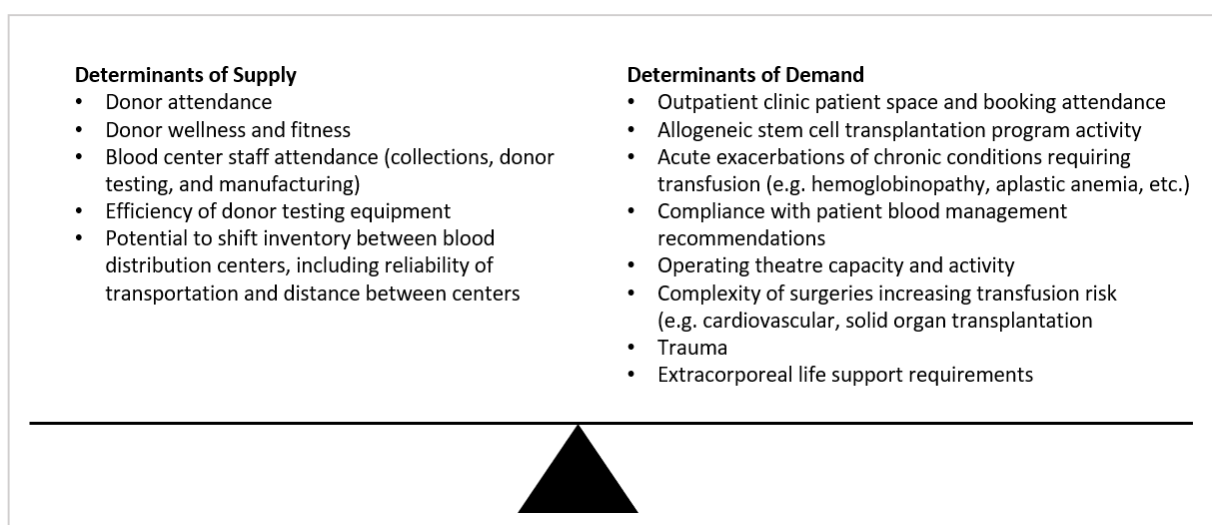 Determinants of Supply
• Donor attendance
• Donor wellness and fitness
• Blood center staff attendance (collections, donor
testing, and manufacturing)
• Efficiency of donor testing equipment
• Potential to shift inventory between blood
distribution centers, including reliability of
transportation and distance between centers
Determinants of Demand
• Outpatient clinic patient space and booking attendance
• Allogeneic stem cell transplantation program activity
• Acute exacerbations of chronic conditions requiring
transfusion (e.g. hemoglobinopathy, aplastic anemia, etc.)
• Compliance with patient blood management
recommendations
• Operating theatre capacity and activity
• Complexity of surgeries increasing transfusion risk
(e.g. cardiovascular, solid organ transplantation
• Trauma
• Extracorporeal life support requirements